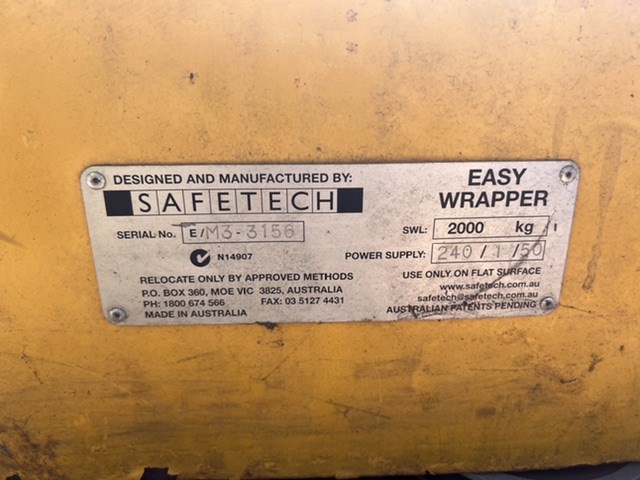 DESIGNED AND MANUFACTURED BY:
SAFETECH
SERIAL No. E/M3-3156
N14907
RELOCATE ONLY BY APPROVED METHODS
P.O. BOX 360, MOE VIC 3825, AUSTRALIA
PH: 1800 674 566 FAX: 03 5127 4431
MADE IN AUSTRALIA
EASY
WRAPPER
SWL: 2000 kg
POWER SUPPLY: 240/1/50
USE ONLY ON FLAT SURFACE
www.safetech.com.au
safetech@safetech.com.au
AUSTRALIAN PATENTS PENDING